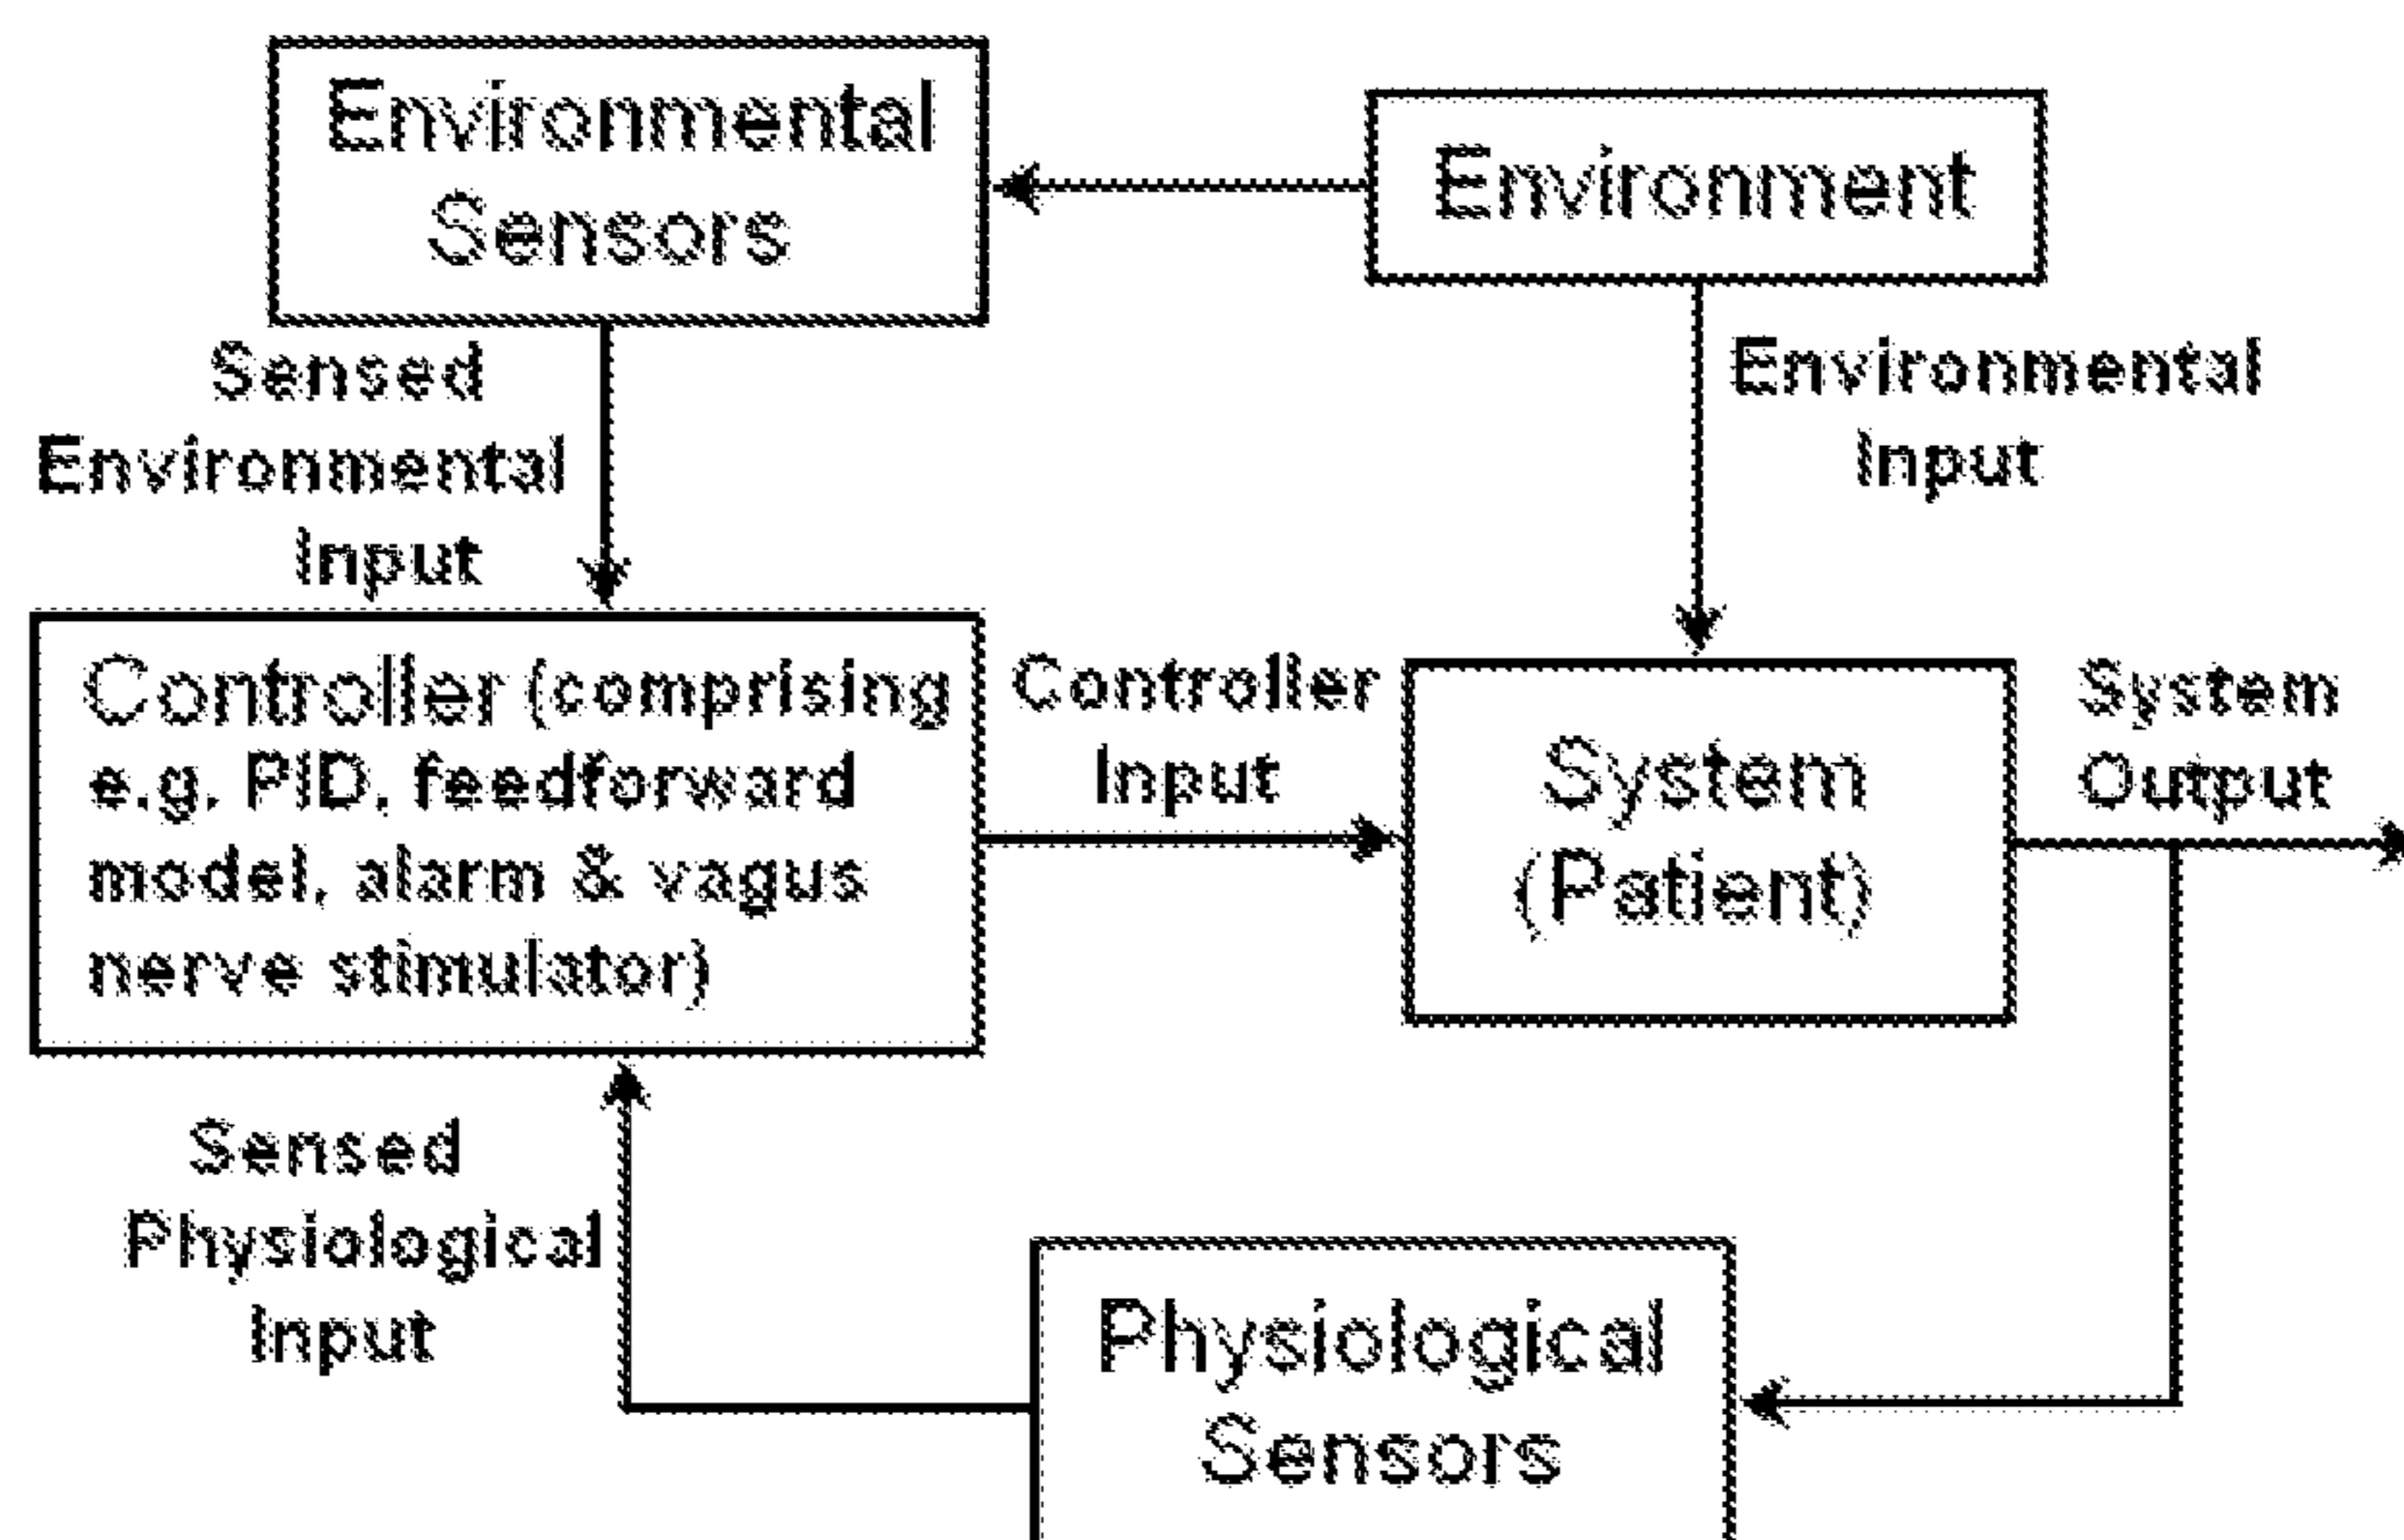 Environmental
Sensors
Environment
Sensed
Environmental
Input
Environmental
Input
Controller (comprising
e.g. PID, feedforward
model, alarm & vagus
nerve stimulator)
Controller
Input
System
(Patient)
System
Output
Sensed
Physiological
Input
Physiological
Sensors